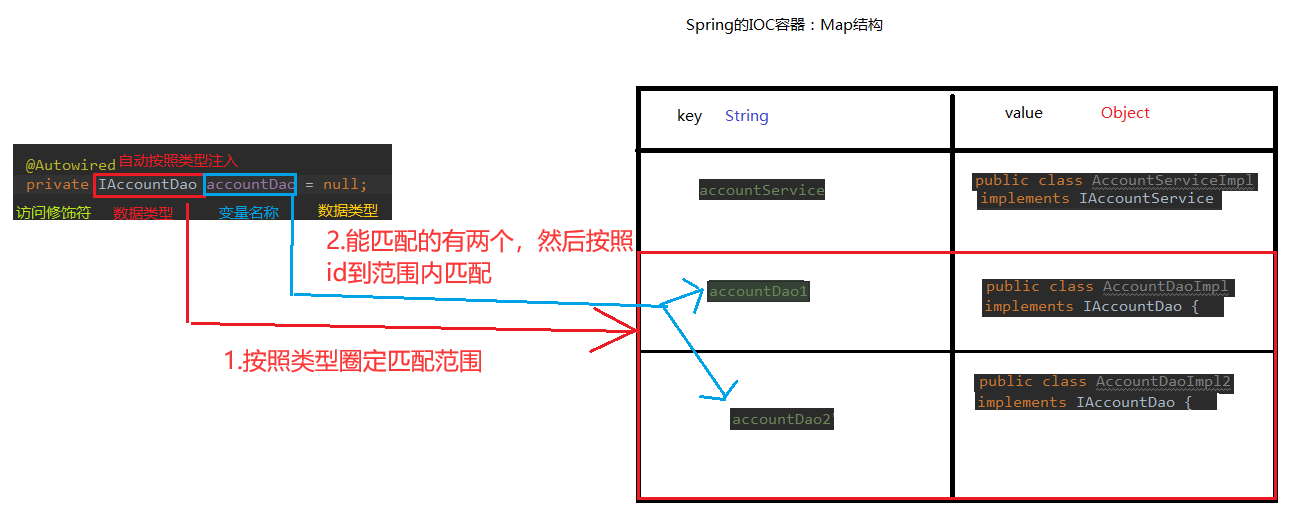 Spring的IOC容器：Map结构
key String value Object
@Autowired 自动按照类型注入
private IAccountDao accountDao = null;
访问修饰符 数据类型 变量名称 数据类型
accountService
public class AccountServiceImpl
implements IAccountService
2.能匹配的有两个，然后按照
id到范围内匹配
accountDao1
public class AccountDaoImpl
implements IAccountDao {
1.按照类型圈定匹配范围
accountDao2
public class AccountDaoImpl2
implements IAccountDao {